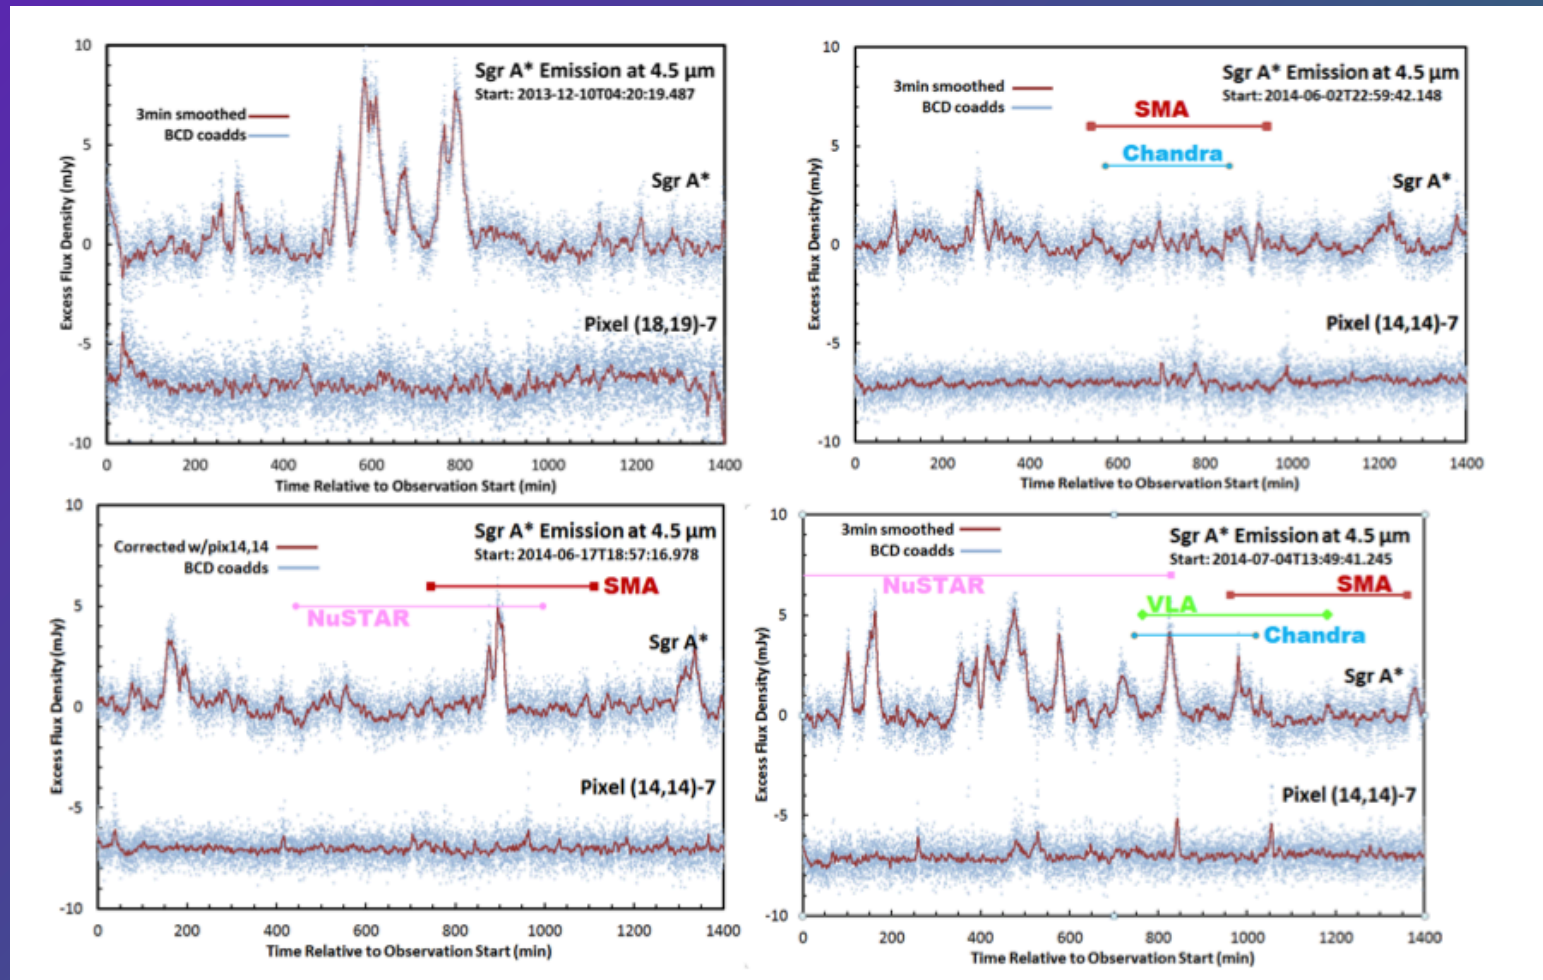 10
5
0
-5
-10
Excess Flux Density (mJy)
Sgr A* Emission at 4.5 μm
Start: 2013-12-10T04:20:19.487
3min smoothed
BCD coadds
Sgr A*
Pixel (18,19)-7
0 200 400 600 800 1000 1200 1400
Time Relative to Observation Start (min)
10
5
0
-5
-10
Excess Flux Density (mJy)
Sgr A* Emission at 4.5 μm
Start: 2014-06-02T22:59:42.148
3min smoothed
BCD coadds
SMA
Chandra
Sgr A*
Pixel (14,14)-7
0 200 400 600 800 1000 1200 1400
Time Relative to Observation Start (min)
10
5
0
-5
-10
Excess Flux Density (mJy)
Sgr A* Emission at 4.5 μm
Start: 2014-06-17T18:57:16.978
Corrected w/pix14,14
BCD coadds
SMA
NuSTAR
Sgr A*
Pixel (14,14)-7
0 200 400 600 800 1000 1200 1400
Time Relative to Observation Start (min)
10
5
0
-5
-10
Excess Flux Density (mJy)
3min smoothed
BCD coadds
Sgr A* Emission at 4.5 μm
Start: 2014-07-04T13:49:41.245
NuSTAR
SMA
VLA
Chandra
Sgr A*
Pixel (14,14)-7
0 200 400 600 800 1000 1200 1400
Time Relative to Observation Start (min)